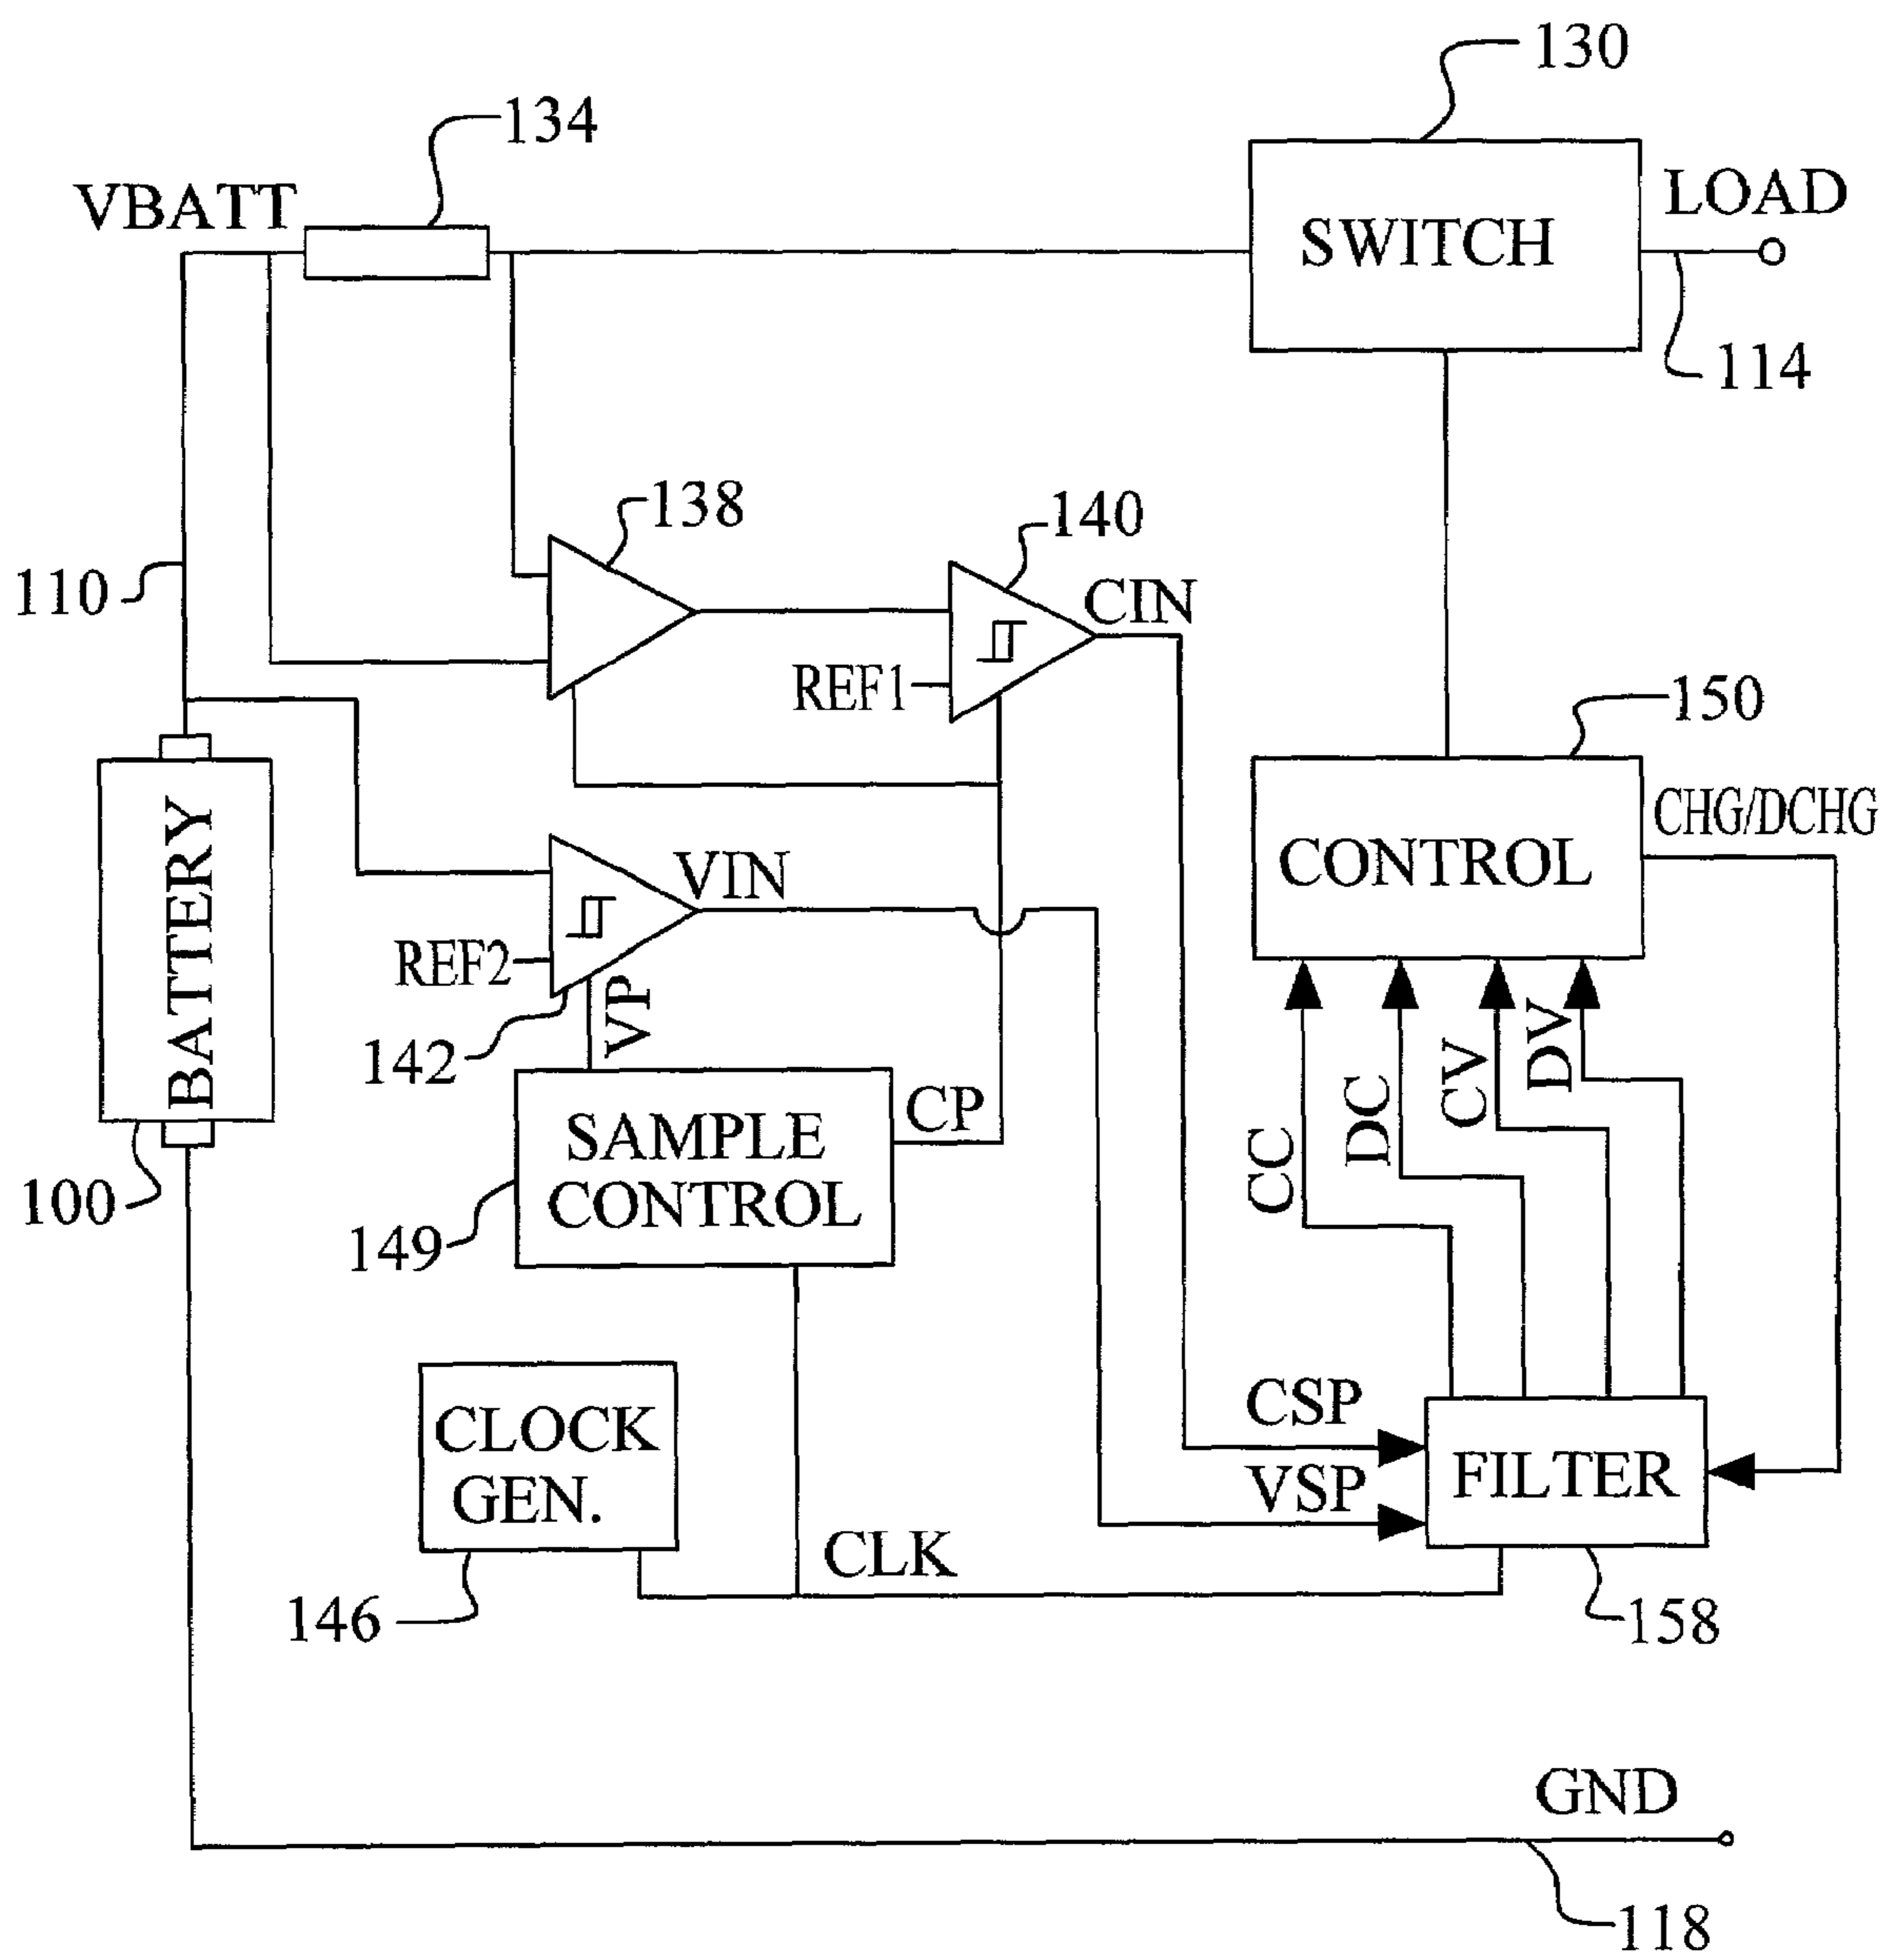 130
134
VBATT
LOAD
SWITCH
114
138
140
110
CIN
REF1
150
CHG/DCHG
CONTROL
BATTERY
VIN
REF2
VP
142
CP
SAMPLE
CONTROL
149
100
CC
DC
CV
DV
CLOCK
GEN.
146
CLK
CSP
VSP
FILTER
158
GND
118